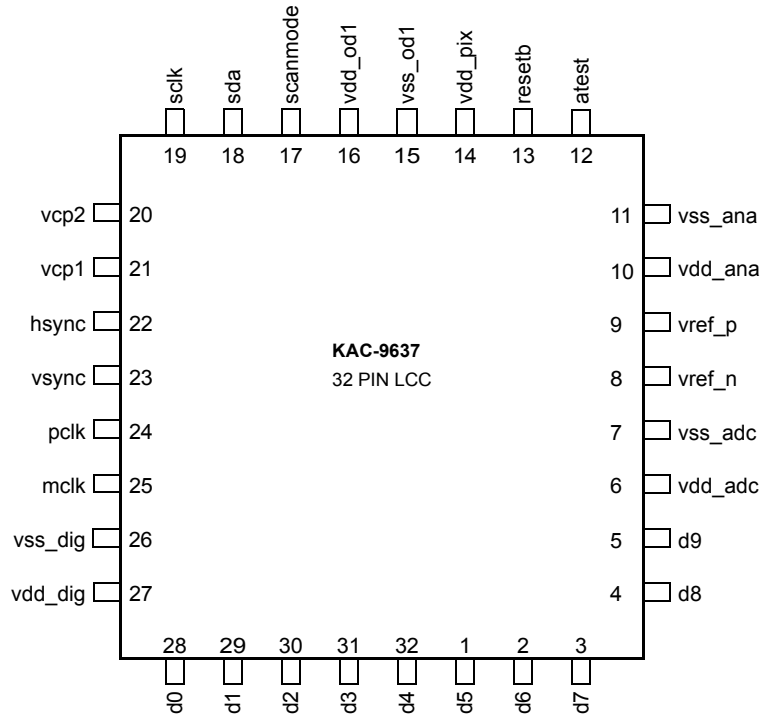 sclk
sda
scanmode
vdd_od1
vss_od1
vdd_pix
resetb
atest
19 18 17 16 15 14 13 12
vcp2 20
11 vss_ana
vcp1 21
10 vdd_ana
hsync 22
9 vref_p
KAC-9637
32 PIN LCC
vsync 23
8 vref_n
pclk 24
7 vss_adc
mclk 25
6 vdd_adc
vss_dig 26
5 d9
vdd_dig 27
4 d8
28 29 30 31 32 1 2 3
d0
d1
d2
d3
d4
d5
d6
d7